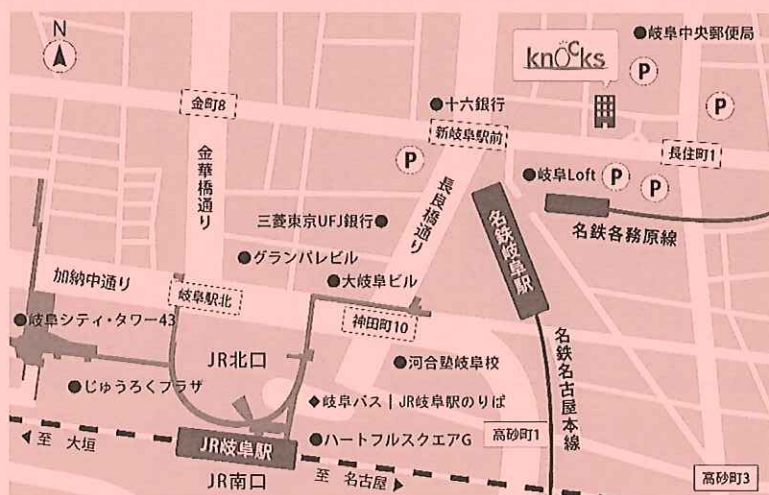 N
knocks
●岐阜中央郵便局
P
P
金町8
●十六銀行
新岐阜駅前
長住町1
P
●岐阜Loft
P
P
金華橋通り
長良橋通り
名鉄岐阜駅
名鉄各務原線
三菱東京UFJ銀行●
●グランパレビル
加納中通り
●大岐阜ビル
岐阜駅北
神田町10
●岐阜シティ・タワー43
JR北口
●河合塾岐阜校
名鉄名古屋本線
●じゅうろくプラザ
◆岐阜バス|JR岐阜駅のりば
◀至 大垣
JR岐阜駅
●ハートフルスクエアG
高砂町1
JR南口
至 名古屋▶
高砂町3